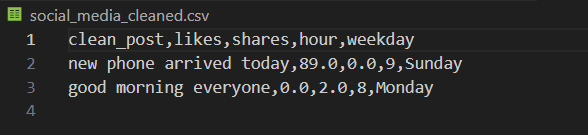 social_media_cleaned.csv
1 clean_post,likes,shares,hour,weekday
2 new phone arrived today,89.0,0.0,9,Sunday
3 good morning everyone,0.0,2.0,8,Monday
4